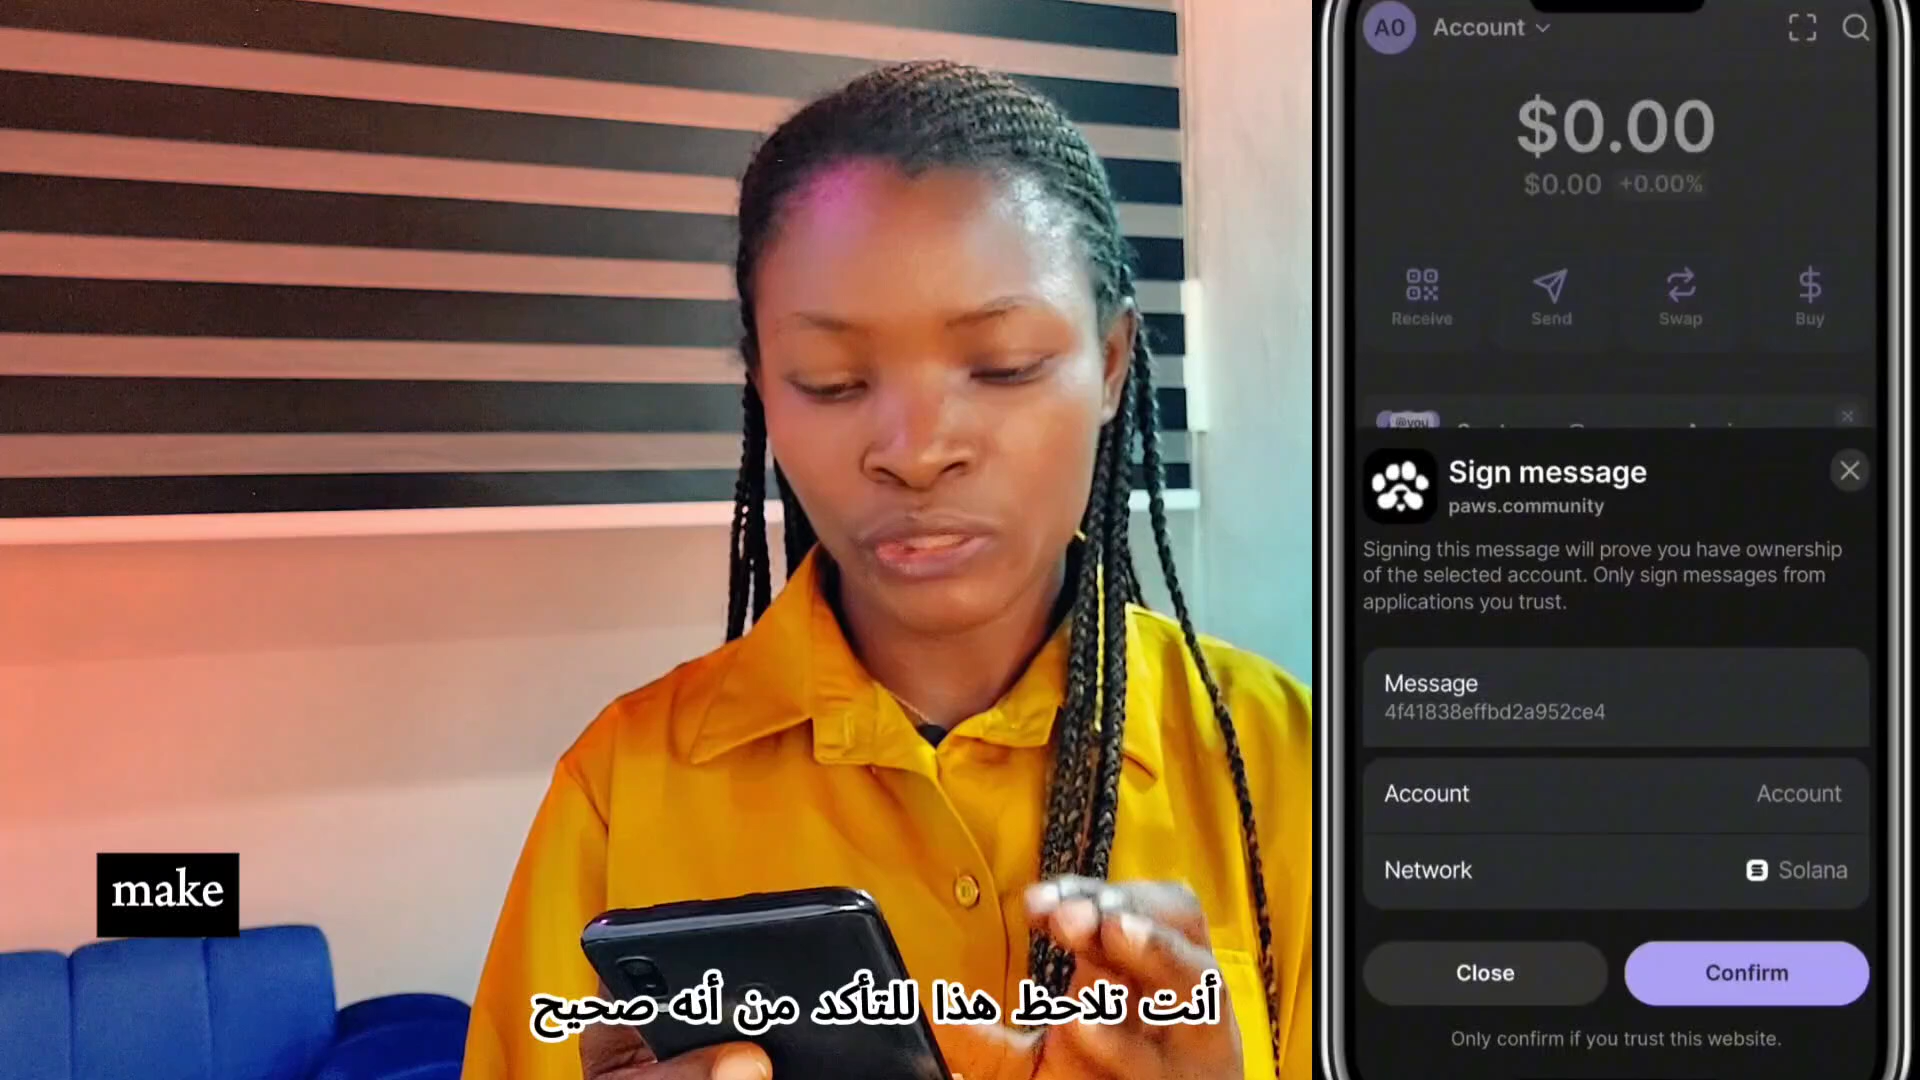 make
أنت تلاحظ هذا للتأكد من أنه صحيح
A0 Account
$0.00
$0.00 +0.00%
Receive Send Swap Buy
@you
Sign message
paws.community
Signing this message will prove you have ownership
of the selected account. Only sign messages from
applications you trust.
Message
4f41838effbd2a952ce4
Account Account
Network Solana
Close Confirm
Only confirm if you trust this website.